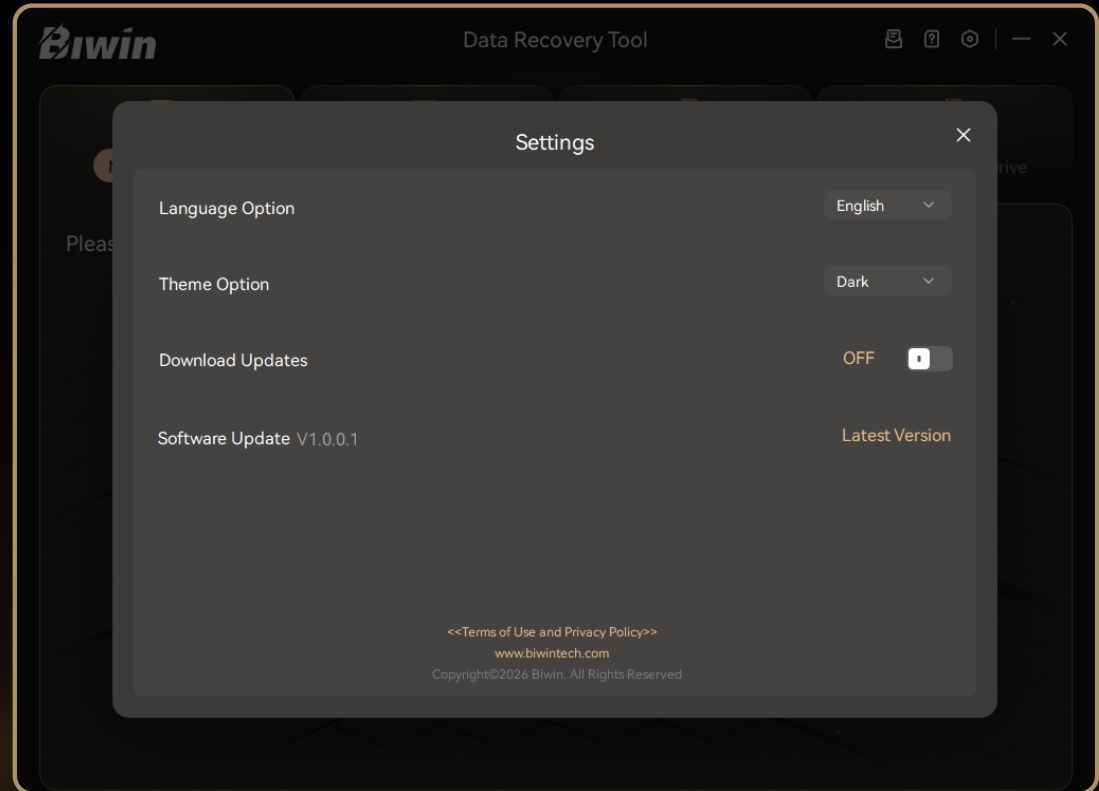 Biwin
Data Recovery Tool
Settings
Language Option English
Theme Option Dark
Pleas
Download Updates OFF
Software Update V1.0.0.1 Latest Version
<<Terms of Use and Privacy Policy>>
www.biwintech.com
Copyright©2026 Biwin. All Rights Reserved